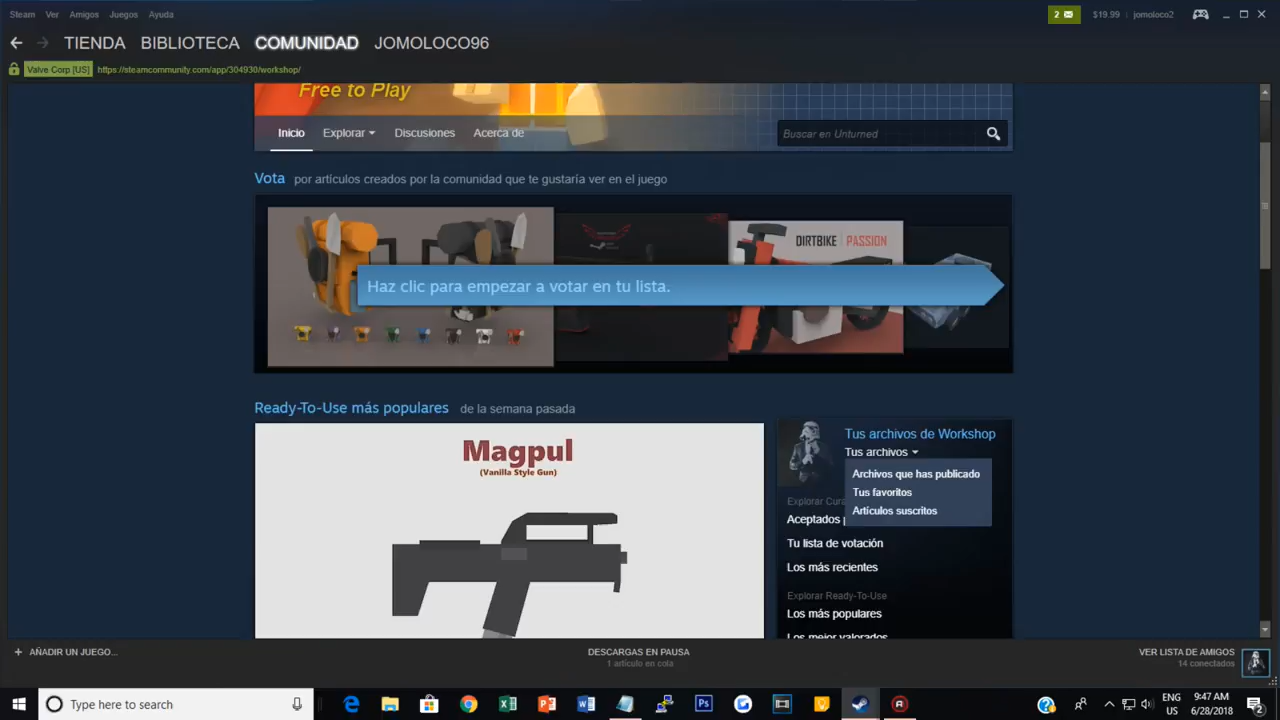 Steam Ver Amigos Juegos Ayuda
2 $19.99 jomoloco2
TIENDA BIBLIOTECA COMUNIDAD JOMOLOCO96
Valve Corp [US] https://steamcommunity.com/app/304930/workshop/
Free to Play
Inicio Explorar Discusiones Acerca de
Buscar en Unturned
Vota por artículos creados por la comunidad que te gustaría ver en el juego
DIRTBIKE PASSION
Haz clic para empezar a votar en tu lista.
Ready-To-Use más populares de la semana pasada
Magpul
(Vanilla Style Gun)
Tus archivos de Workshop
Tus archivos
Archivos que has publicado
Tus favoritos
Artículos suscritos
Explorar
Aceptados
Tu lista de votación
Los más recientes
Explorar Ready-To-Use
Los más populares
Los mejor valorados
+ AÑADIR UN JUEGO...
DESCARGAS EN PAUSA
1 artículo en cola
VER LISTA DE AMIGOS
14 conectados
Type here to search
ENG
US
9:47 AM
6/28/2018
2